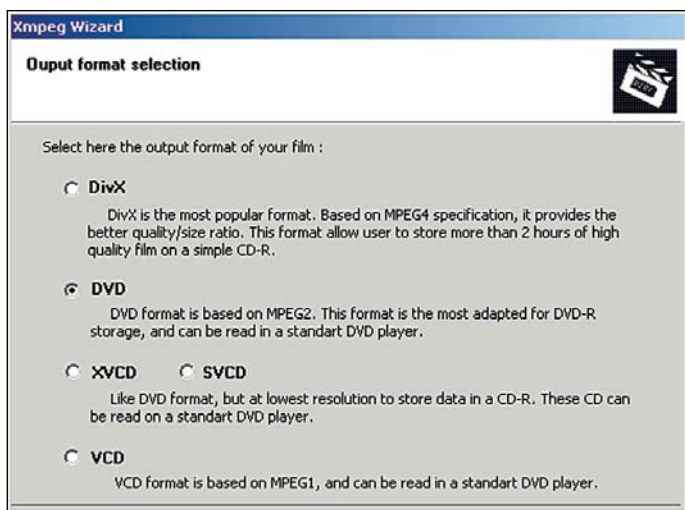 Xmpeg Wizard
Ouput format selection
Select here the output format of your film :
DivX
DivX is the most popular format. Based on MPEG4 specification, it provides the
better quality/size ratio. This format allow user to store more than 2 hours of high
quality film on a simple CD-R.
DVD
DVD format is based on MPEG2. This format is the most adapted for DVD-R
storage, and can be read in a standart DVD player.
XVCD SVCD
Like DVD format, but at lowest resolution to store data in a CD-R. These CD can
be read on a standart DVD player.
VCD
VCD format is based on MPEG1, and can be read in a standart DVD player.